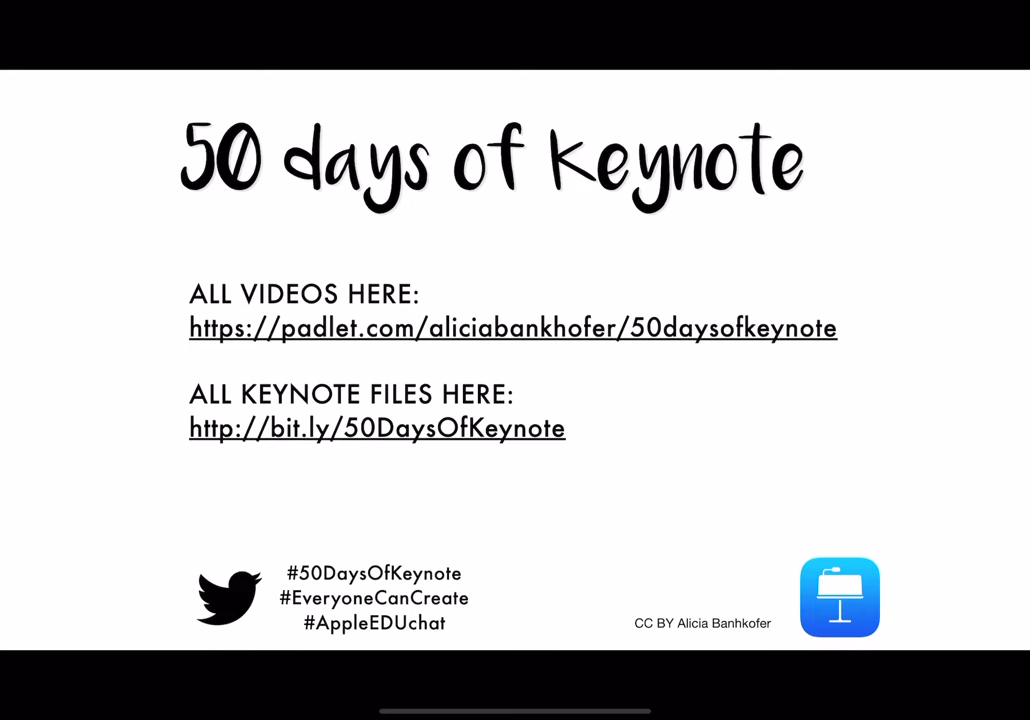 50 days of keynote
ALL VIDEOS HERE:
https://padlet.com/aliciabankhofer/50daysofkeynote
ALL KEYNOTE FILES HERE:
http://bit.ly/50DaysOfKeynote
#50DaysOfKeynote
#EveryoneCanCreate
#AppleEDUchat
CC BY Alicia Banhkofer